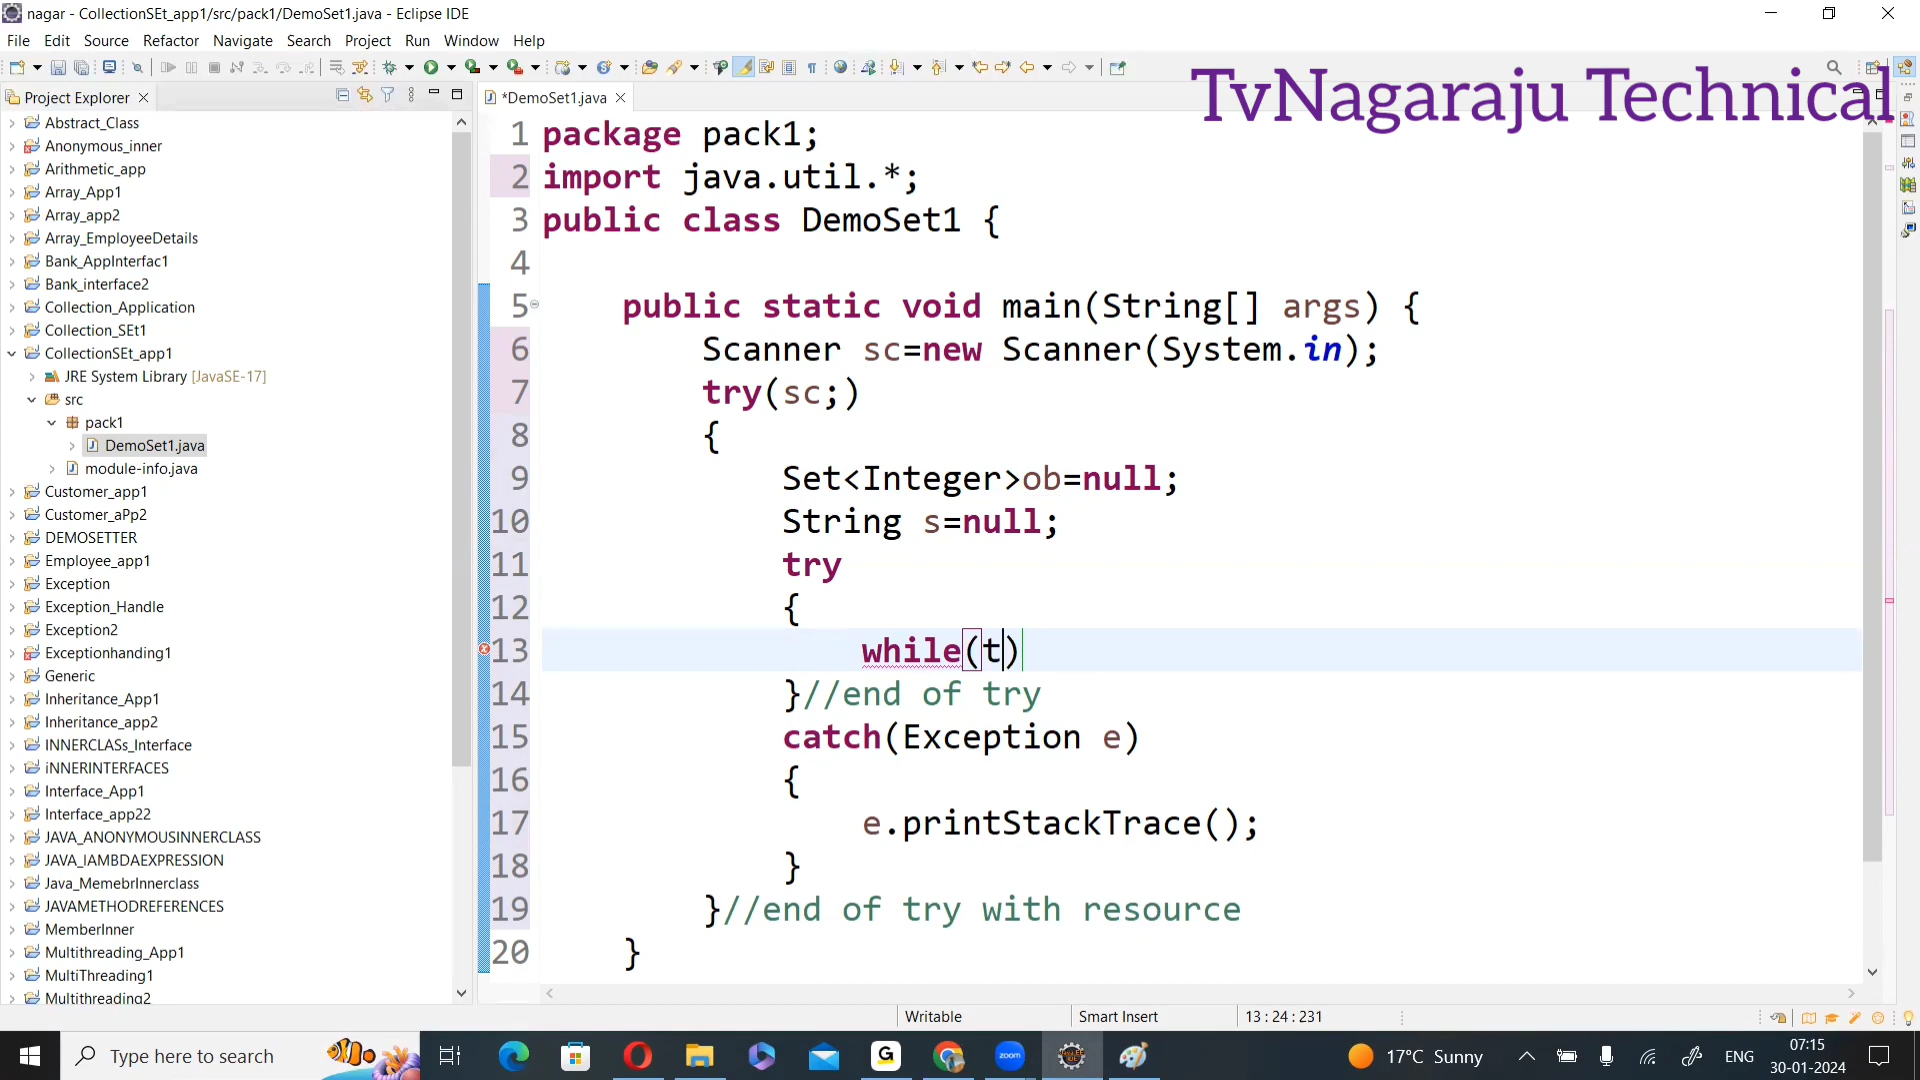 nagar - CollectionSEt_app1/src/pack1/DemoSet1.java - Eclipse IDE
File Edit Source Refactor Navigate Search Project Run Window Help
TvNagaraju Technical
Project Explorer
*DemoSet1.java
Abstract_Class
Anonymous_inner
Arithmetic_app
Array_App1
Array_app2
Array_EmployeeDetails
Bank_AppInterfac1
Bank_interface2
Collection_Application
Collection_SEt1
CollectionSEt_app1
JRE System Library [JavaSE-17]
src
pack1
DemoSet1.java
module-info.java
Customer_app1
Customer_aPp2
DEMOSETTER
Employee_app1
Exception
Exception_Handle
Exception2
Exceptionhanding1
Generic
Inheritance_App1
Inheritance_app2
INNERCLASs_Interface
iNNERINTERFACES
Interface_App1
Interface_app22
JAVA_ANONYMOUSINNERCLASS
JAVA_lAMBDAEXPRESSION
Java_MemebrInnerclass
JAVAMETHODREFERENCES
MemberInner
Multithreading_App1
MultiThreading1
Multithreading2
1 package pack1;
2 import java.util.*;
3 public class DemoSet1 {
4
5 public static void main(String[] args) {
6 Scanner sc=new Scanner(System.in);
7 try(sc;)
8 {
9 Set<Integer>ob=null;
10 String s=null;
11 try
12 {
13 while(t)
14 }//end of try
15 catch(Exception e)
16 {
17 e.printStackTrace();
18 }
19 }//end of try with resource
20 }
Writable Smart Insert 13 : 24 : 231
Type here to search
zoom
17°C Sunny
ENG
07:15
30-01-2024